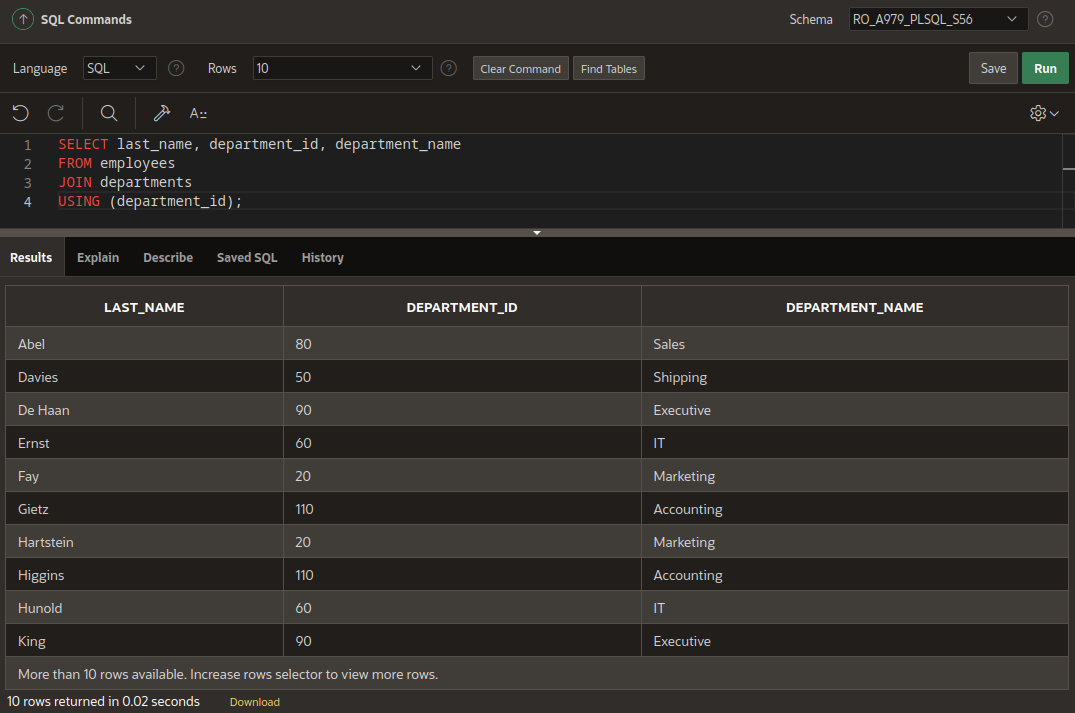 SQL Commands Schema RO_A979_PLSQL_S56 ?
Language SQL ? Rows 10 ? Clear Command Find Tables Save Run
A::
1 SELECT last_name, department_id, department_name
2 FROM employees
3 JOIN departments
4 USING (department_id);
Results Explain Describe Saved SQL History
LAST_NAME DEPARTMENT_ID DEPARTMENT_NAME
Abel 80 Sales
Davies 50 Shipping
De Haan 90 Executive
Ernst 60 IT
Fay 20 Marketing
Gietz 110 Accounting
Hartstein 20 Marketing
Higgins 110 Accounting
Hunold 60 IT
King 90 Executive
More than 10 rows available. Increase rows selector to view more rows.
10 rows returned in 0.02 seconds Download